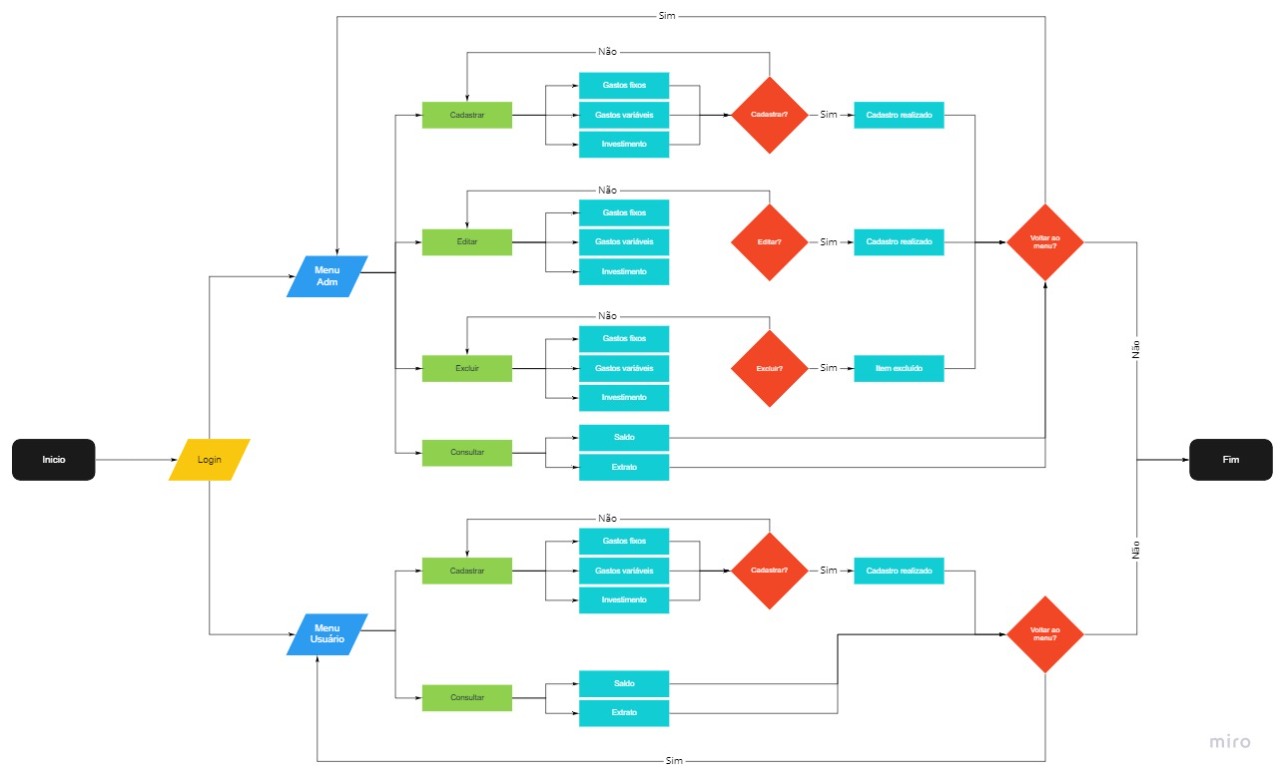 Sim
Não
Gastos fixos
Cadastrar
Gastos variáveis
Cadastrar?
Sim
Cadastro realizado
Investimento
Não
Gastos fixos
Editar
Gastos variáveis
Editar?
Sim
Cadastro realizado
Voltar ao
menu?
Investimento
Menu
Adm
Não
Gastos fixos
Excluir
Gastos variáveis
Excluir?
Sim
Item excluído
Não
Investimento
Saldo
Consultar
Extrato
Inicio
Login
Fim
Não
Gastos fixos
Cadastrar
Gastos variáveis
Cadastrar?
Sim
Cadastro realizado
Não
Investimento
Menu
Usuário
Voltar ao
menu?
Saldo
Consultar
Extrato
Sim
miro